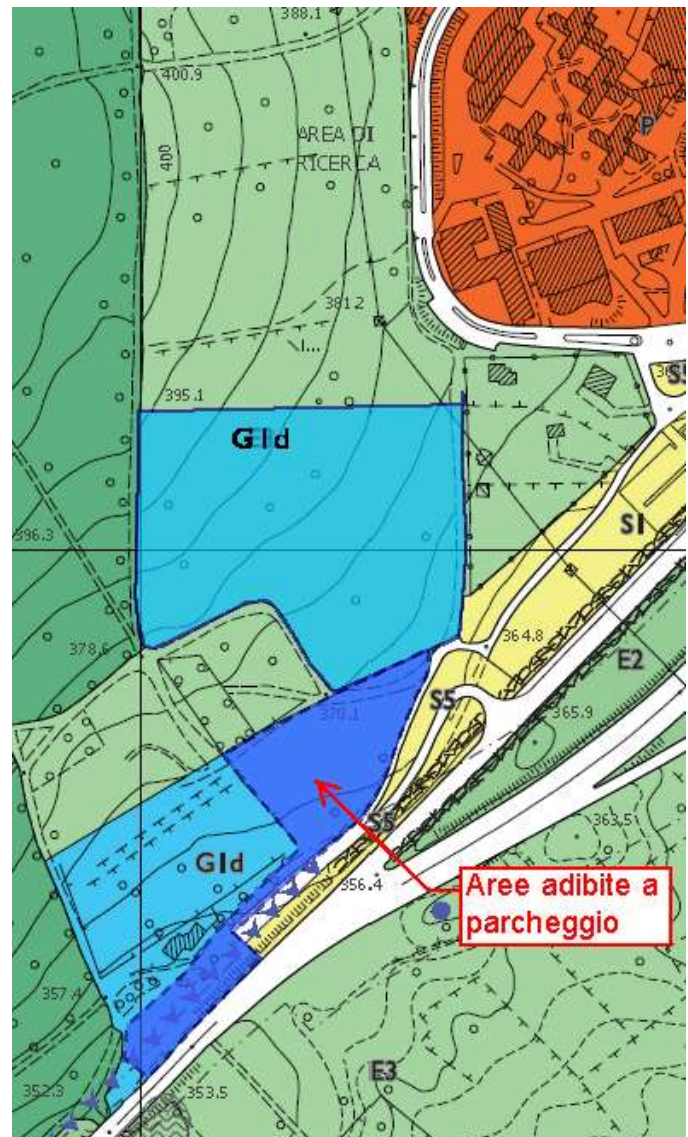 388.1
400.9
AREA DI
RICERCA
400
P
381.2
395.1
S5
GId
S1
396.3
378.6
364.8
E2
370.1
S5
365.9
S5
363.5
GId
356.4
Aree adibite a
parcheggio
357.4
352.3
353.5
E3